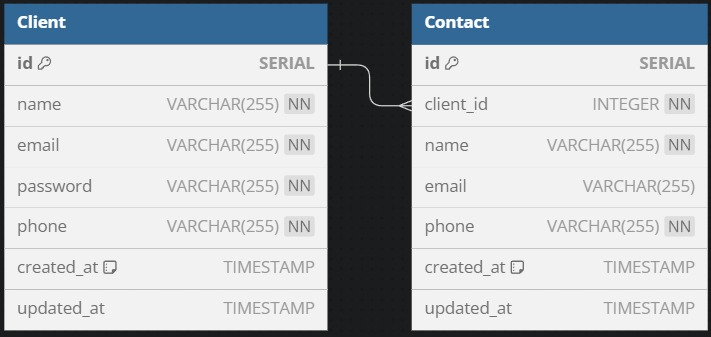 Client
id SERIAL
name VARCHAR(255) NN
email VARCHAR(255) NN
password VARCHAR(255) NN
phone VARCHAR(255) NN
created_at TIMESTAMP
updated_at TIMESTAMP
Contact
id SERIAL
client_id INTEGER NN
name VARCHAR(255) NN
email VARCHAR(255)
phone VARCHAR(255) NN
created_at TIMESTAMP
updated_at TIMESTAMP